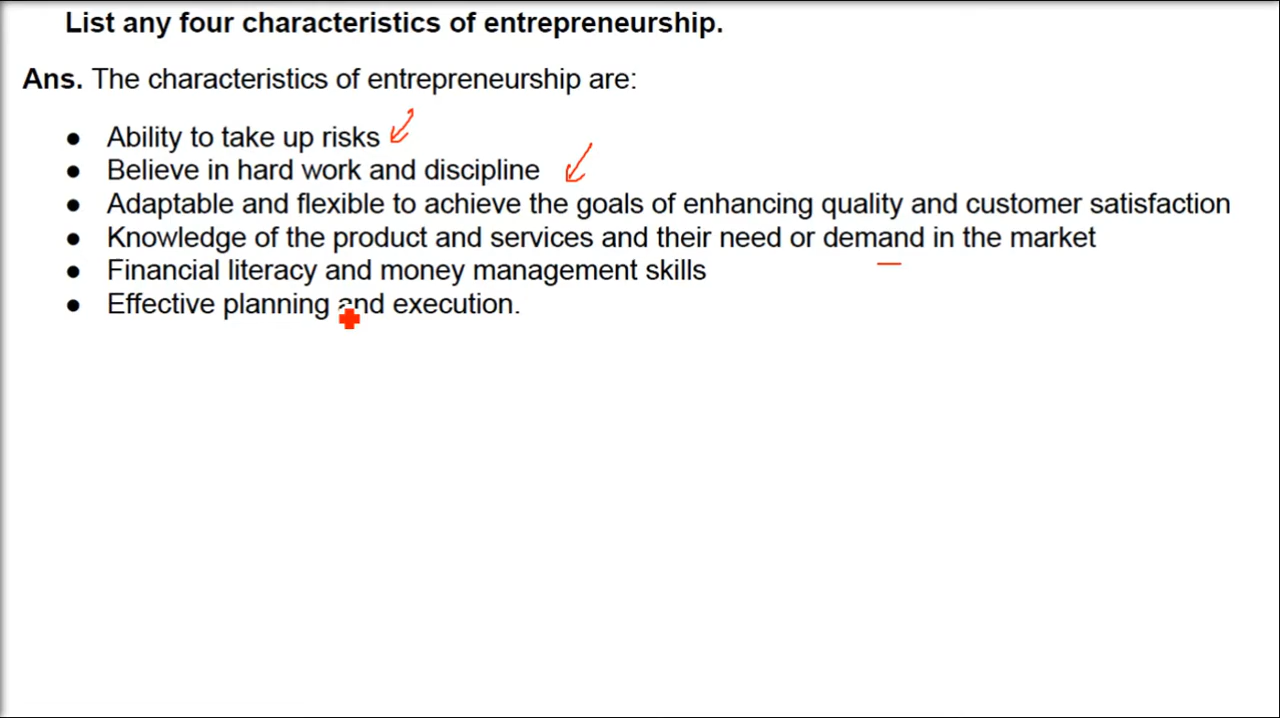 List any four characteristics of entrepreneurship.
Ans. The characteristics of entrepreneurship are:
● Ability to take up risks
● Believe in hard work and discipline
● Adaptable and flexible to achieve the goals of enhancing quality and customer satisfaction
● Knowledge of the product and services and their need or demand in the market
● Financial literacy and money management skills
● Effective planning and execution.